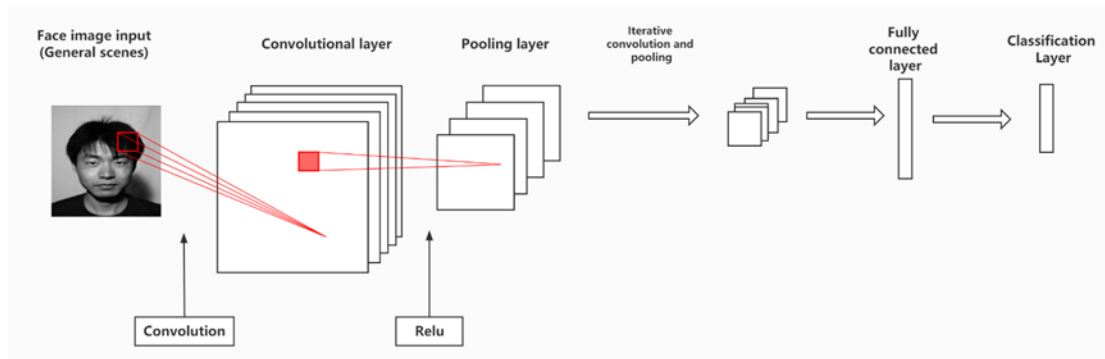 Face image input
(General scenes)
Convolutional layer
Pooling layer
Iterative
convolution and
pooling
Fully
connected
layer
Classification
Layer
Convolution
Relu